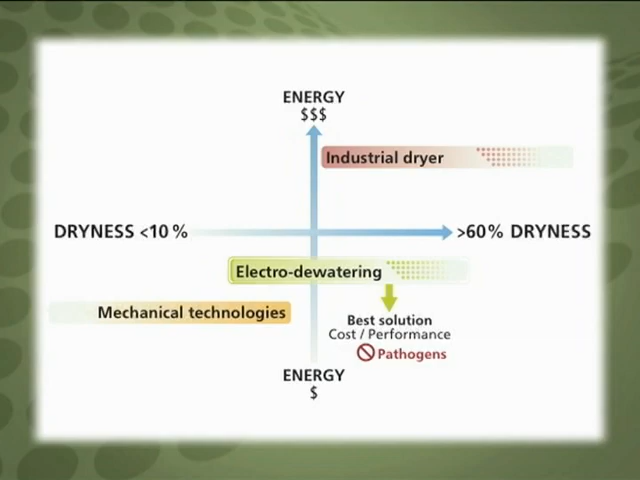 ENERGY
$$$
Industrial dryer
DRYNESS <10 %
>60% DRYNESS
Electro-dewatering
Mechanical technologies
Best solution
Cost / Performance
Pathogens
ENERGY
$